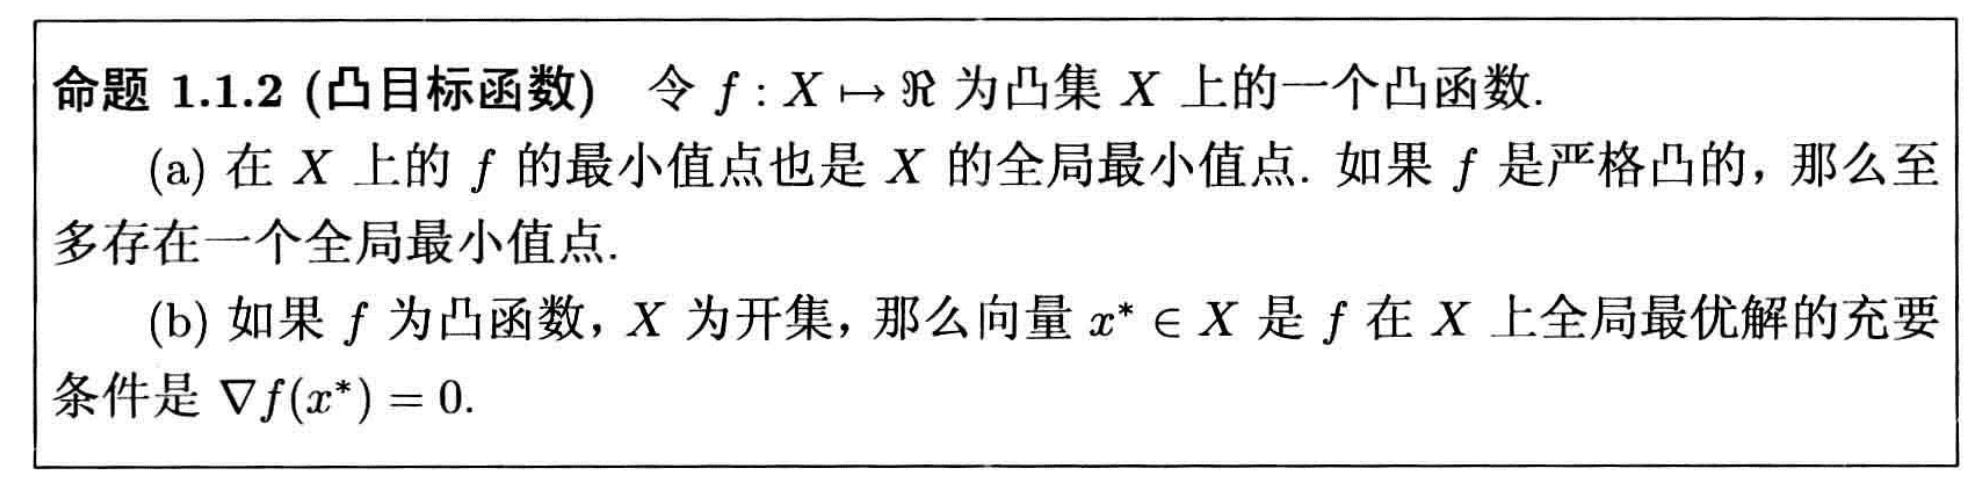 命题 1.1.2 (凸目标函数) 令 f : X ↦ ℜ 为凸集 X 上的一个凸函数.
(a) 在 X 上的 f 的最小值点也是 X 的全局最小值点. 如果 f 是严格凸的, 那么至
多存在一个全局最小值点.
(b) 如果 f 为凸函数, X 为开集, 那么向量 x* ∈ X 是 f 在 X 上全局最优解的充要
条件是 ∇f(x*) = 0.